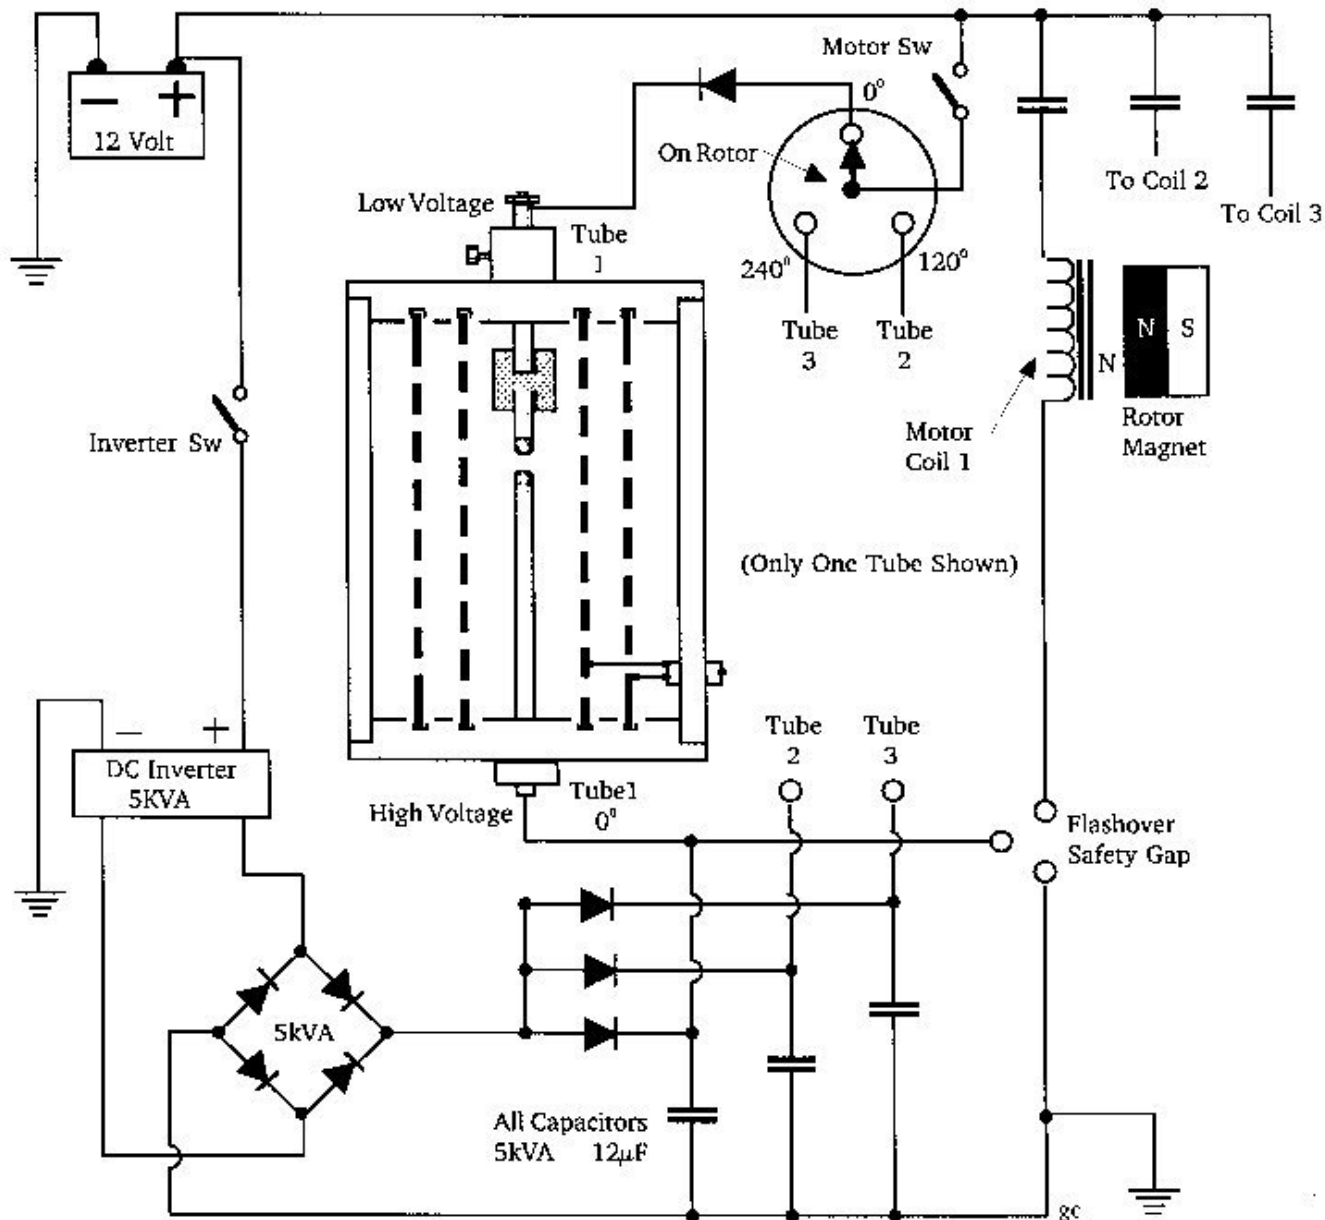 Motor Sw
0°
12 Volt
On Rotor
To Coil 2
To Coil 3
Low Voltage
Tube
1
240°
120°
Tube
3
Tube
2
N
N S
Rotor
Magnet
Motor
Coil 1
Inverter Sw
(Only One Tube Shown)
Tube
2
Tube
3
− +
DC Inverter
5KVA
High Voltage
Tube1
0°
Flashover
Safety Gap
5kVA
All Capacitors
5kVA 12µF
gc